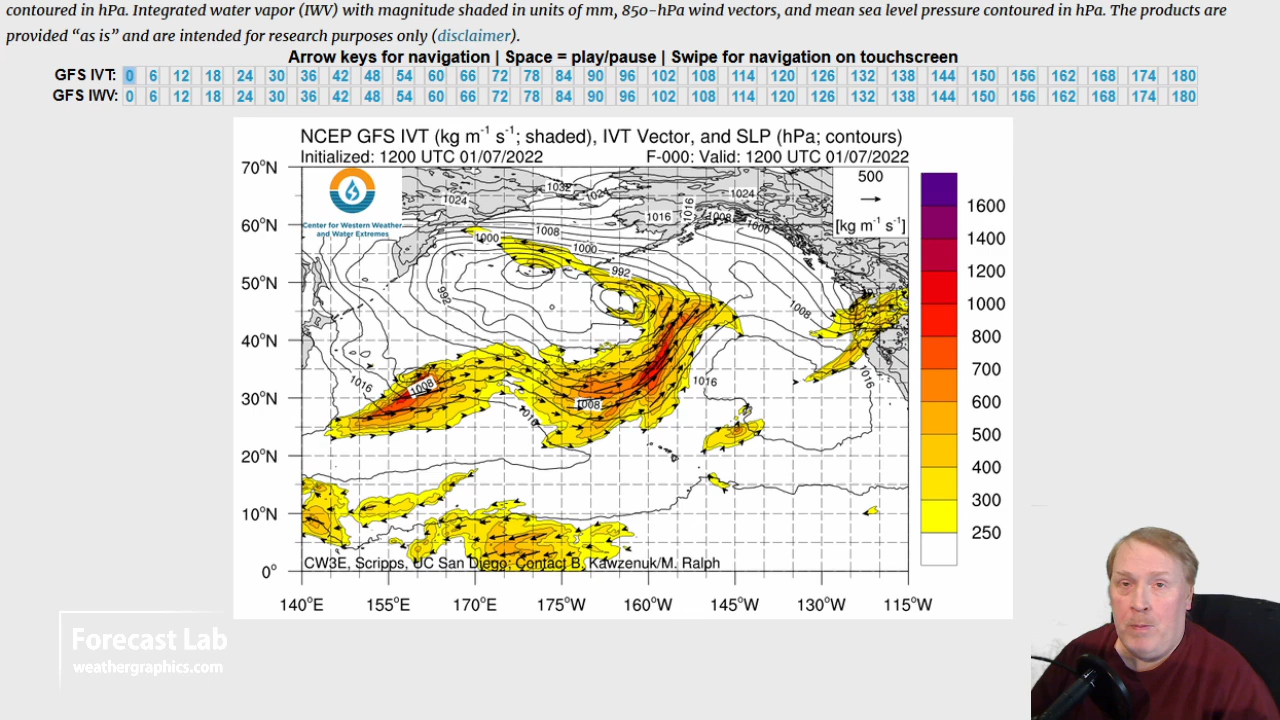 contoured in hPa. Integrated water vapor (IWV) with magnitude shaded in units of mm, 850-hPa wind vectors, and mean sea level pressure contoured in hPa. The products are
provided “as is” and are intended for research purposes only (disclaimer).
Arrow keys for navigation | Space = play/pause | Swipe for navigation on touchscreen
GFS IVT: 0 6 12 18 24 30 36 42 48 54 60 66 72 78 84 90 96 102 108 114 120 126 132 138 144 150 156 162 168 174 180
GFS IWV: 0 6 12 18 24 30 36 42 48 54 60 66 72 78 84 90 96 102 108 114 120 126 132 138 144 150 156 162 168 174 180
NCEP GFS IVT (kg m⁻¹ s⁻¹; shaded), IVT Vector, and SLP (hPa; contours)
Initialized: 1200 UTC 01/07/2022 F-000: Valid: 1200 UTC 01/07/2022
70°N
60°N
50°N
40°N
30°N
20°N
10°N
0°
Center for Western Weather
and Water Extremes
500
[kg m⁻¹ s⁻¹]
1032
1024
1024
1024
1016
1016
1008
1008
1000
1000
1000
992
992
1008
1016
1008
1008
1016
1016
1016
CW3E, Scripps, UC San Diego; Contact B. Kawzenuk/M. Ralph
140°E 155°E 170°E 175°W 160°W 145°W 130°W 115°W
1600
1400
1200
1000
800
700
600
500
400
300
250
Forecast Lab
weathergraphics.com